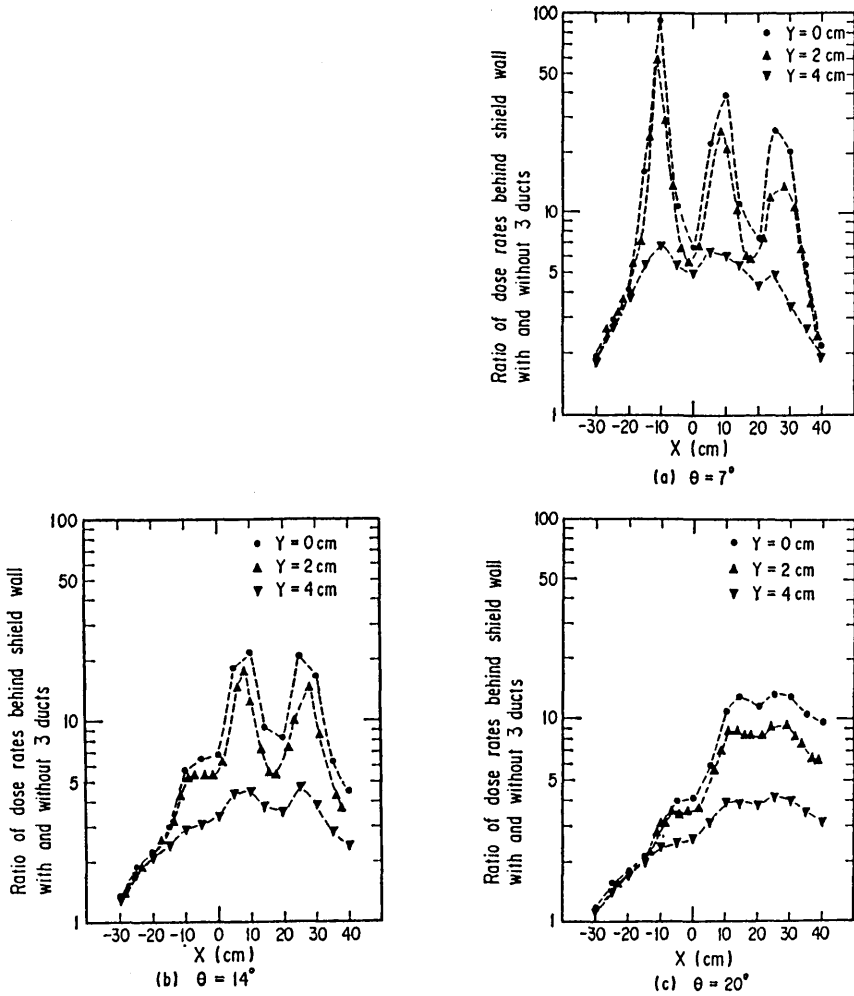 Ratio of dose rates behind shield wall
with and without 3 ducts
100
50
10
5
1
● Y = 0 cm
▲ Y = 2 cm
▼ Y = 4 cm
-30 -20 -10 0 10 20 30 40
X (cm)
(a) θ = 7°
Ratio of dose rates behind shield wall
with and without 3 ducts
100
50
10
5
1
● Y = 0 cm
▲ Y = 2 cm
▼ Y = 4 cm
-30 -20 -10 0 10 20 30 40
X (cm)
(b) θ = 14°
Ratio of dose rates behind shield wall
with and without 3 ducts
100
50
10
5
1
● Y = 0 cm
▲ Y = 2 cm
▼ Y = 4 cm
-30 -20 -10 0 10 20 30 40
X (cm)
(c) θ = 20°